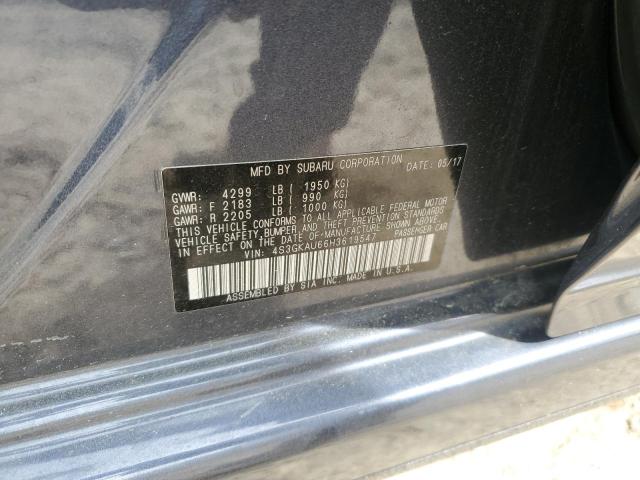 MFD BY SUBARU CORPORATION DATE: 05/17
GVWR: 4299 LB ( 1950 KG)
GAWR: F 2183 LB ( 990 KG)
GAWR: R 2205 LB ( 1000 KG)
THIS VEHICLE CONFORMS TO ALL APPLICABLE FEDERAL MOTOR
VEHICLE SAFETY, BUMPER, AND THEFT PREVENTION STANDARDS
IN EFFECT ON THE DATE-OF-MANUFACTURE SHOWN ABOVE.
VIN: 4S3GKAU66H3619547 PASSENGER CAR
ASSEMBLED BY SIA INC. MADE IN U.S.A.